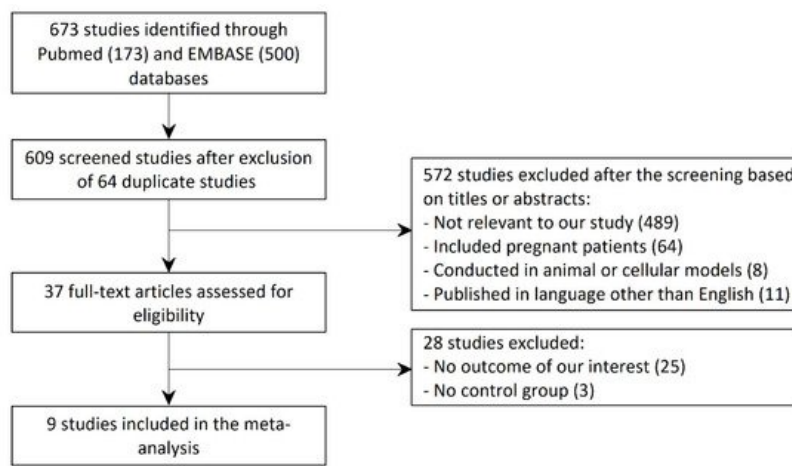 673 studies identified through
Pubmed (173) and EMBASE (500)
databases
609 screened studies after exclusion
of 64 duplicate studies
572 studies excluded after the screening based
on titles or abstracts:
- Not relevant to our study (489)
- Included pregnant patients (64)
- Conducted in animal or cellular models (8)
- Published in language other than English (11)
37 full-text articles assessed for
eligibility
28 studies excluded:
- No outcome of our interest (25)
- No control group (3)
9 studies included in the meta-
analysis